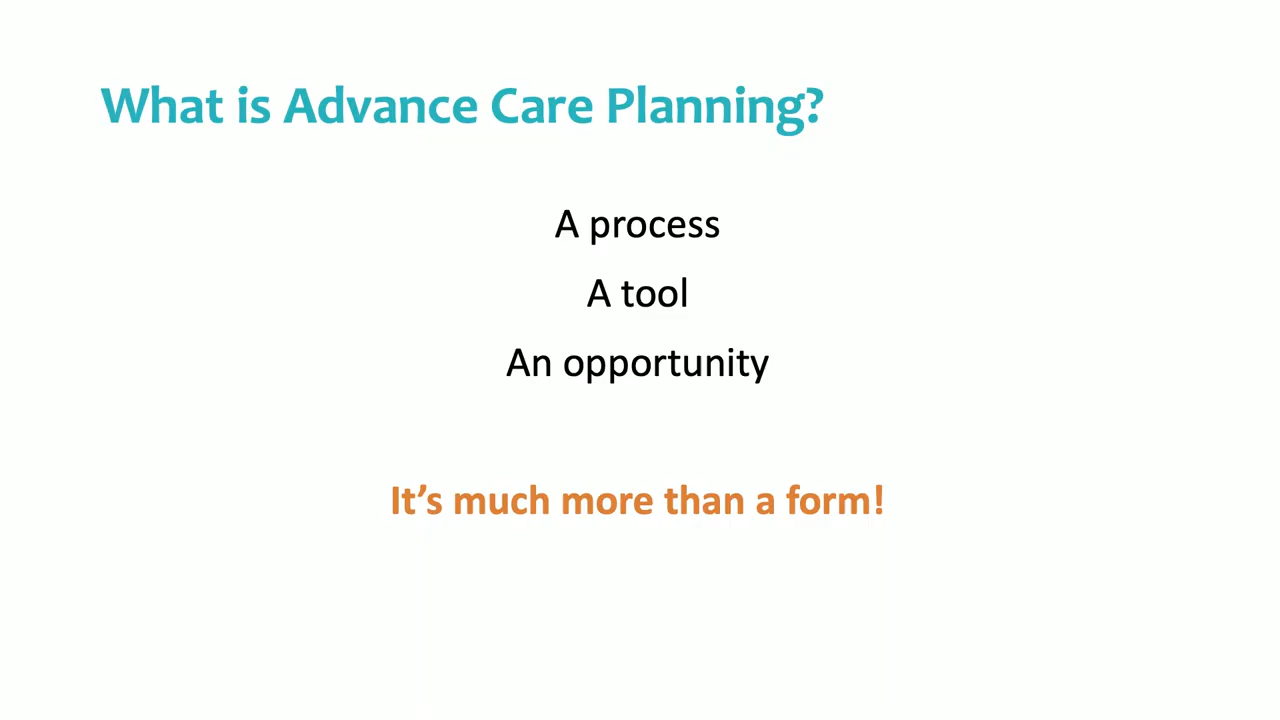 What is Advance Care Planning?
A process
A tool
An opportunity
It’s much more than a form!